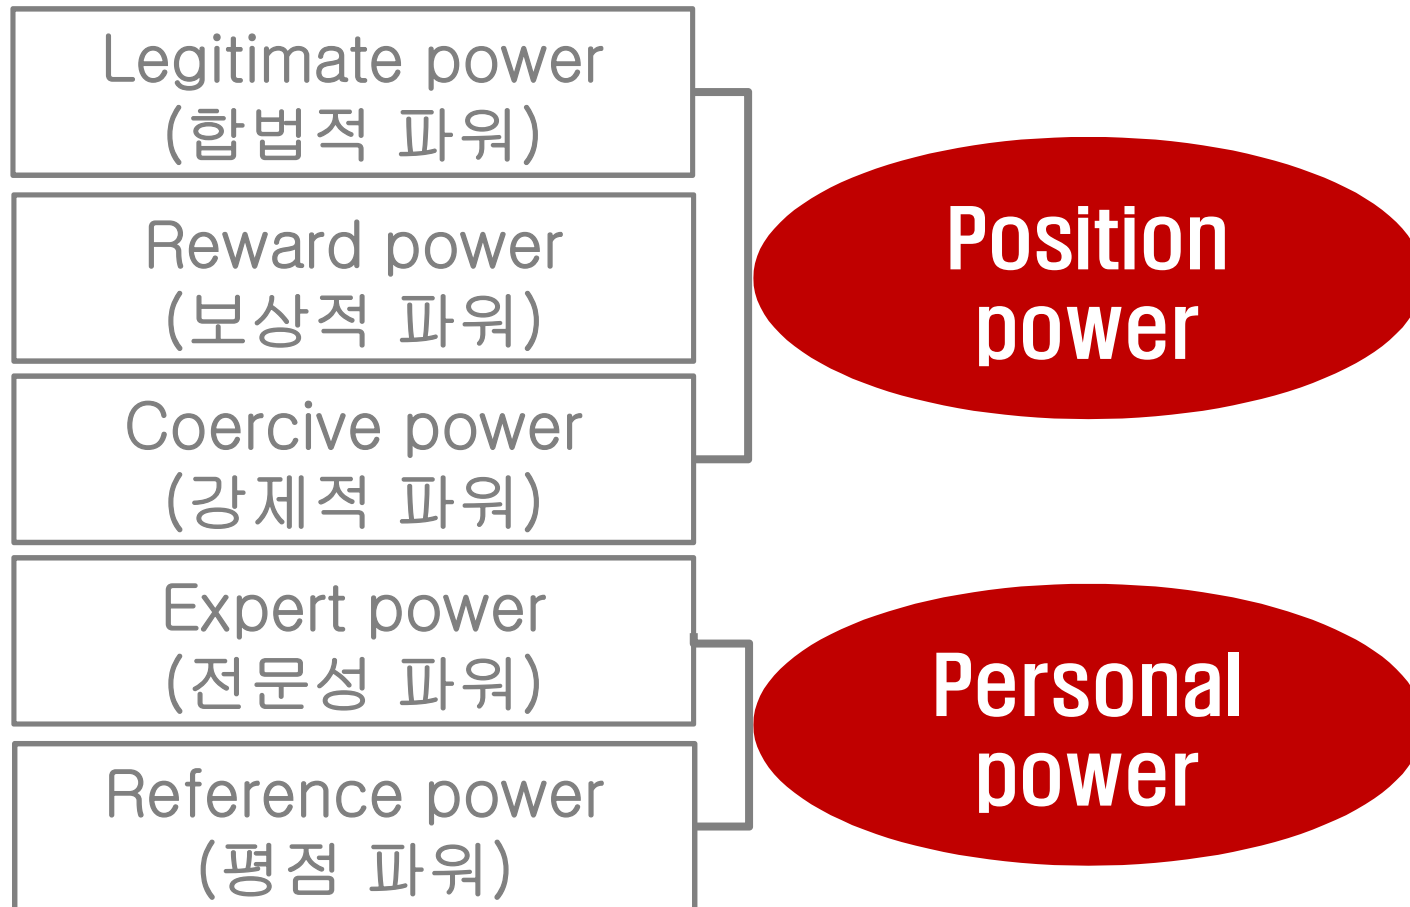 Legitimate power
(합법적 파워)
Reward power
(보상적 파워)
Coercive power
(강제적 파워)
Expert power
(전문성 파워)
Reference power
(평점 파워)
Position
power
Personal
power